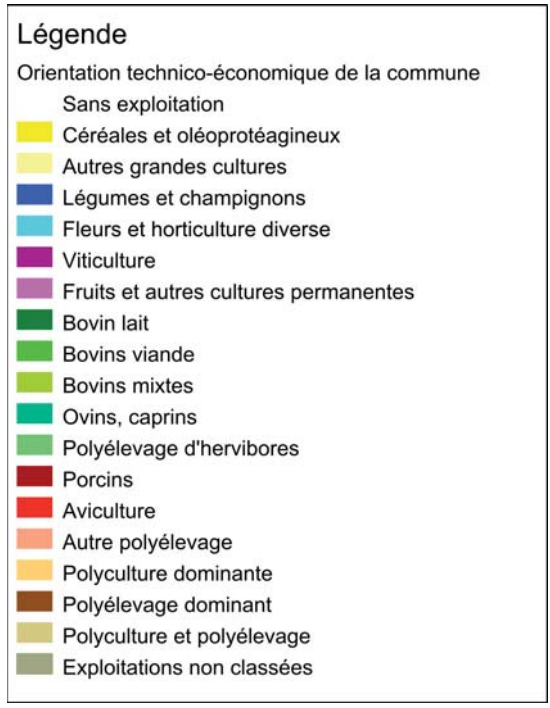 Légende
Orientation technico-économique de la commune
Sans exploitation
Céréales et oléoprotéagineux
Autres grandes cultures
Légumes et champignons
Fleurs et horticulture diverse
Viticulture
Fruits et autres cultures permanentes
Bovin lait
Bovins viande
Bovins mixtes
Ovins, caprins
Polyélevage d'hervibores
Porcins
Aviculture
Autre polyélevage
Polyculture dominante
Polyélevage dominant
Polyculture et polyélevage
Exploitations non classées